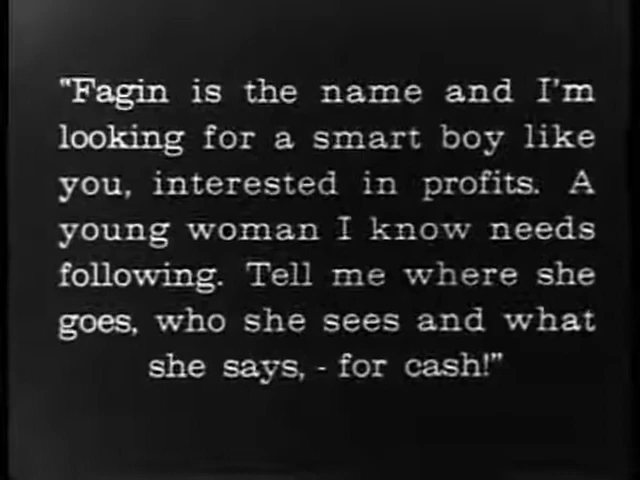 "Fagin is the name and I'm
looking for a smart boy like
you, interested in profits. A
young woman I know needs
following. Tell me where she
goes, who she sees and what
she says, - for cash!"